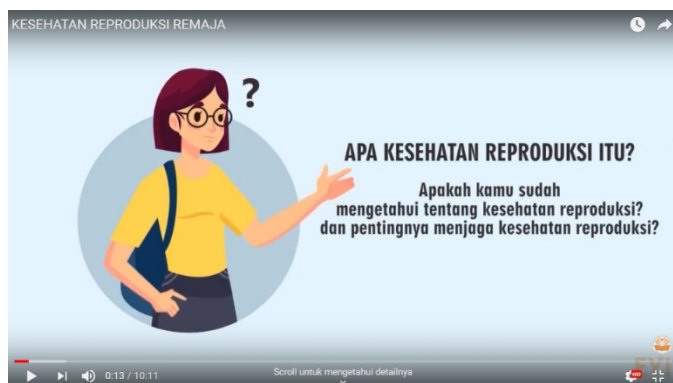 KESEHATAN REPRODUKSI REMAJA
?
APA KESEHATAN REPRODUKSI ITU?
Apakah kamu sudah
mengetahui tentang kesehatan reproduksi?
dan pentingnya menjaga kesehatan reproduksi?
0:13 / 10:11
Scroll untuk mengetahui detailnya
HD